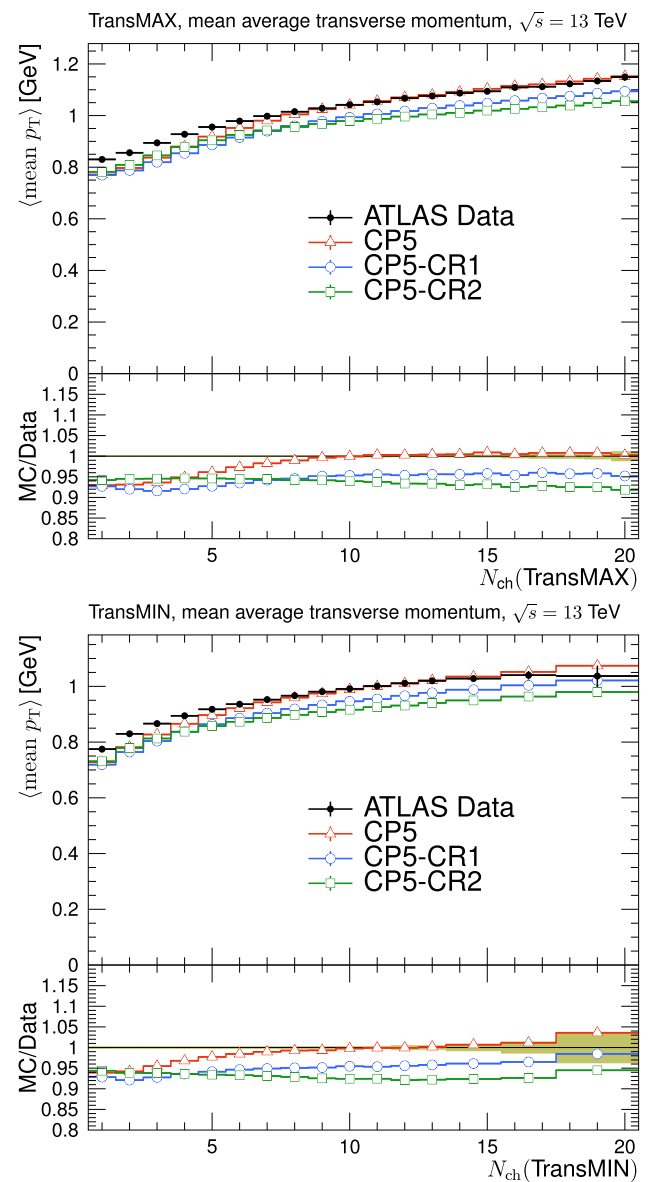 TransMAX, mean average transverse momentum, √s = 13 TeV
⟨mean p_T⟩ [GeV]
1.2
1
0.8
0.6
0.4
0.2
0
ATLAS Data
CP5
CP5-CR1
CP5-CR2
MC/Data
1.15
1.1
1.05
1
0.95
0.9
0.85
0.8
5 10 15 20
N_ch(TransMAX)
TransMIN, mean average transverse momentum, √s = 13 TeV
⟨mean p_T⟩ [GeV]
1
0.8
0.6
0.4
0.2
0
ATLAS Data
CP5
CP5-CR1
CP5-CR2
MC/Data
1.15
1.1
1.05
1
0.95
0.9
0.85
0.8
5 10 15 20
N_ch(TransMIN)